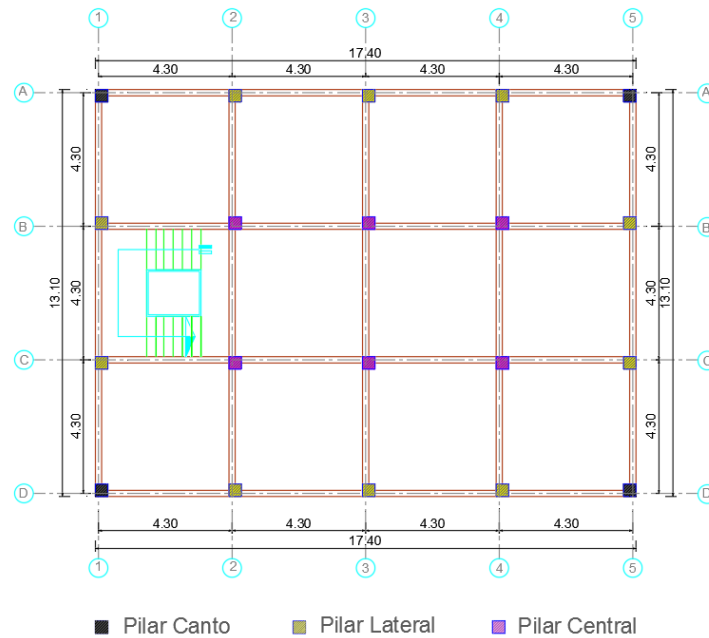 1 2 3 4 5
17.40
4.30 4.30 4.30 4.30
A A
4.30 4.30
B B
13.10 4.30 4.30 13.10
C C
4.30 4.30
D D
4.30 4.30 4.30 4.30
17.40
1 2 3 4 5
Pilar Canto Pilar Lateral Pilar Central